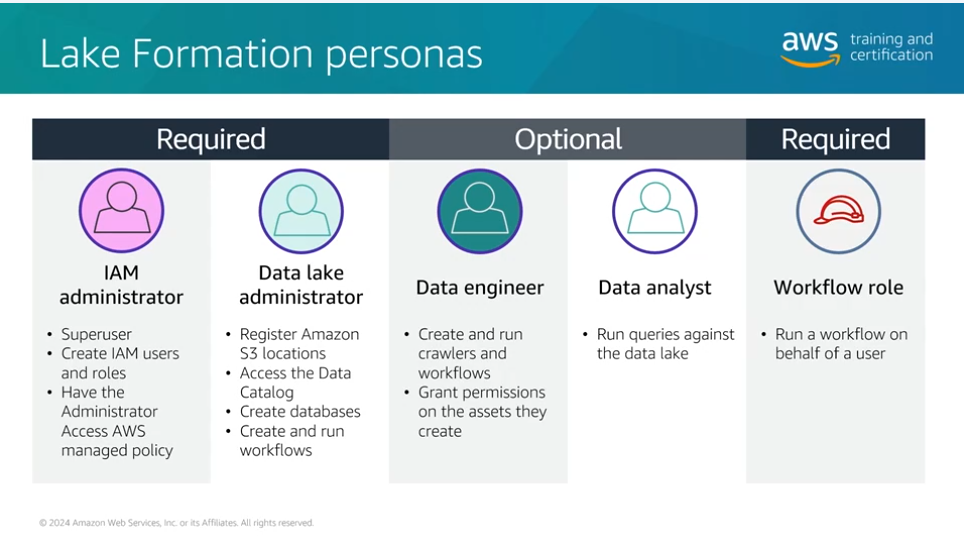 Lake Formation personas
aws training and
certification
Required
Optional
Required
IAM
administrator
• Superuser
• Create IAM users
and roles
• Have the
Administrator
Access AWS
managed policy
Data lake
administrator
• Register Amazon
S3 locations
• Access the Data
Catalog
• Create databases
• Create and run
workflows
Data engineer
• Create and run
crawlers and
workflows
• Grant permissions
on the assets they
create
Data analyst
• Run queries against
the data lake
Workflow role
• Run a workflow on
behalf of a user
© 2024 Amazon Web Services, Inc. or its Affiliates. All rights reserved.